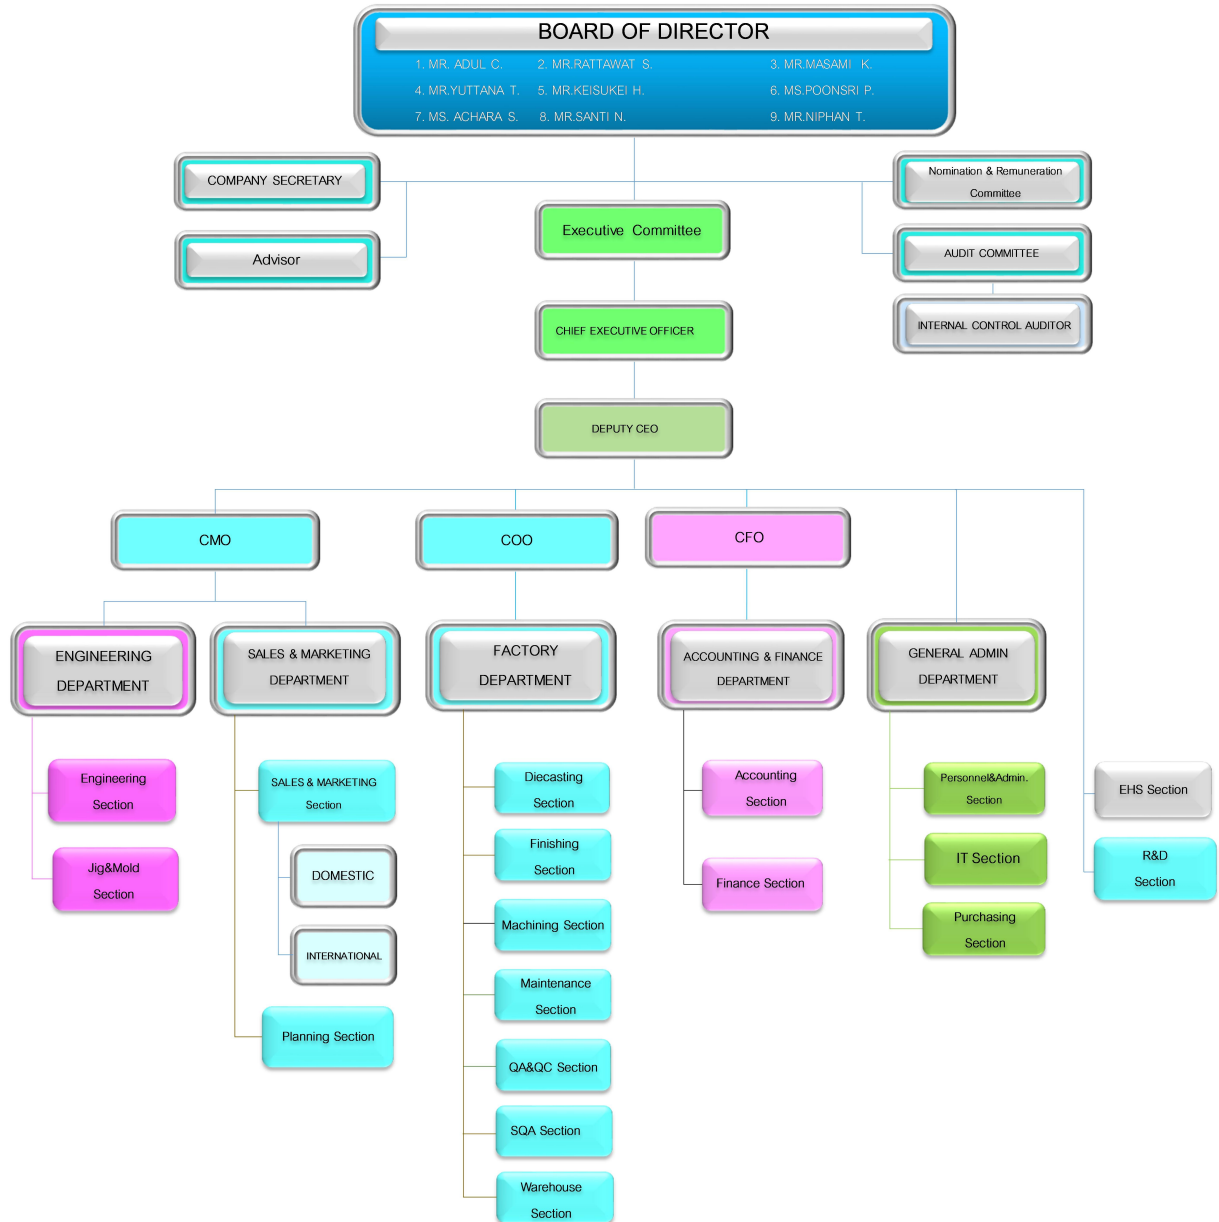 BOARD OF DIRECTOR
1. MR. ADUL C. 2. MR.RATTAWAT S. 3. MR.MASAMI K.
4. MR.YUTTANA T. 5. MR.KEISUKEI H. 6. MS.POONSRI P.
7. MS. ACHARA S. 8. MR.SANTI N. 9. MR.NIPHAN T.
COMPANY SECRETARY
Nomination & Remuneration
Committee
Executive Committee
Advisor
AUDIT COMMITTEE
CHIEF EXECUTIVE OFFICER
INTERNAL CONTROL AUDITOR
DEPUTY CEO
CMO
COO
CFO
ENGINEERING
DEPARTMENT
SALES & MARKETING
DEPARTMENT
FACTORY
DEPARTMENT
ACCOUNTING & FINANCE
DEPARTMENT
GENERAL ADMIN
DEPARTMENT
Engineering
Section
Jig&Mold
Section
SALES & MARKETING
Section
DOMESTIC
INTERNATIONAL
Planning Section
Diecasting
Section
Finishing
Section
Machining Section
Maintenance
Section
QA&QC Section
SQA Section
Warehouse
Section
Accounting
Section
Finance Section
Personnel&Admin.
Section
IT Section
Purchasing
Section
EHS Section
R&D
Section